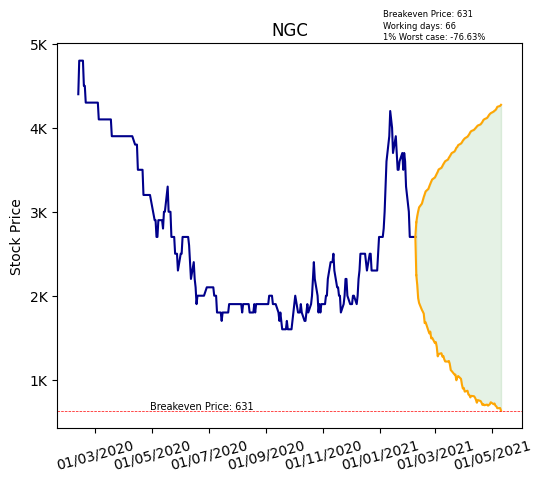 Breakeven Price: 631
Working days: 66
1% Worst case: -76.63%
NGC
5K
4K
3K
2K
1K
Stock Price
Breakeven Price: 631
01/03/2020 01/05/2020 01/07/2020 01/09/2020 01/11/2020 01/01/2021 01/03/2021 01/05/2021